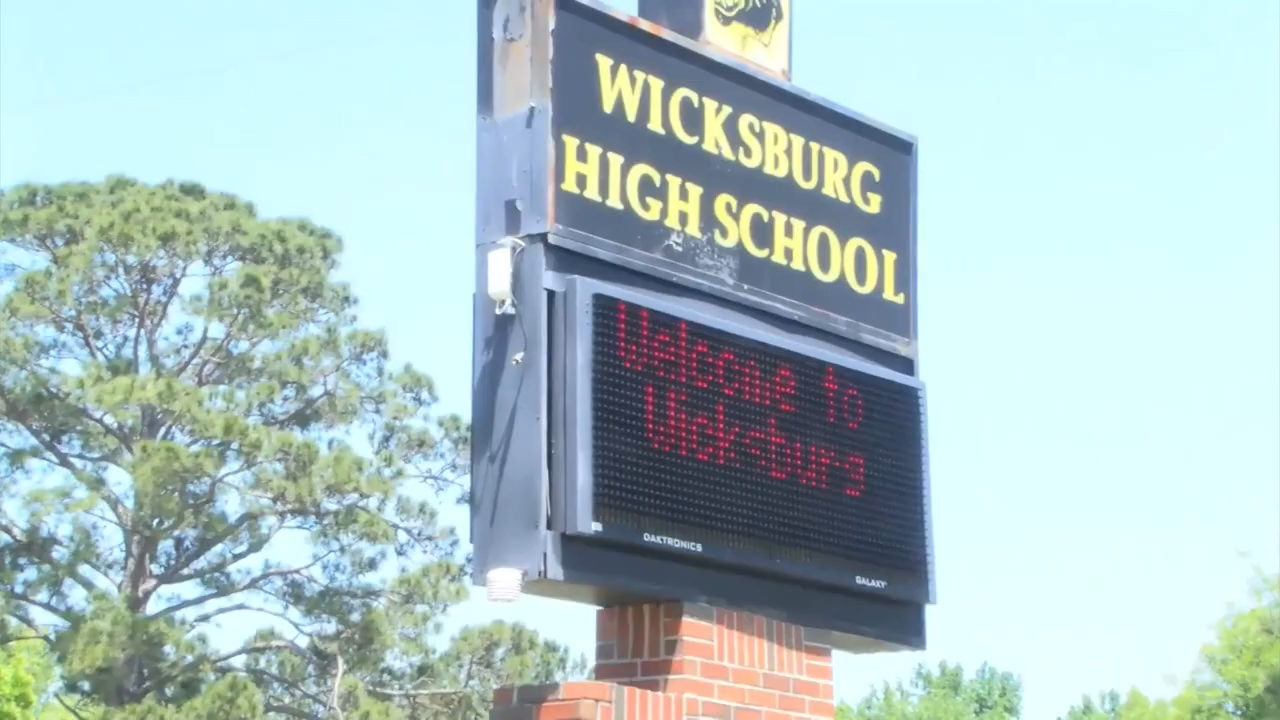 WICKSBURG
HIGH SCHOOL
Welcome to
Wicksburg
DAKTRONICS
GALAXY